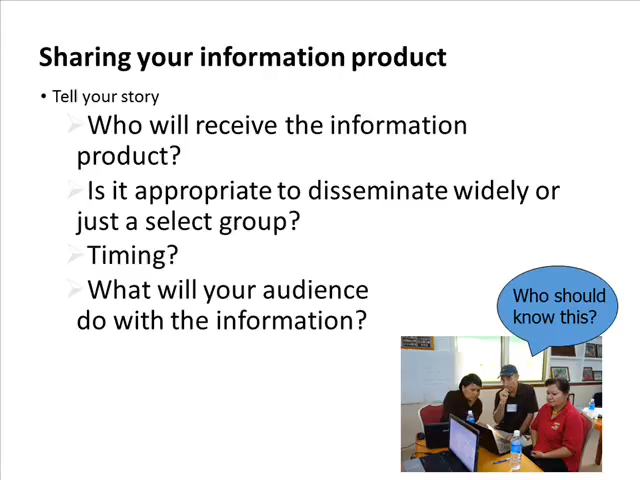 Sharing your information product
• Tell your story
Who will receive the information
product?
Is it appropriate to disseminate widely or
just a select group?
Timing?
What will your audience
do with the information?
Who should
know this?